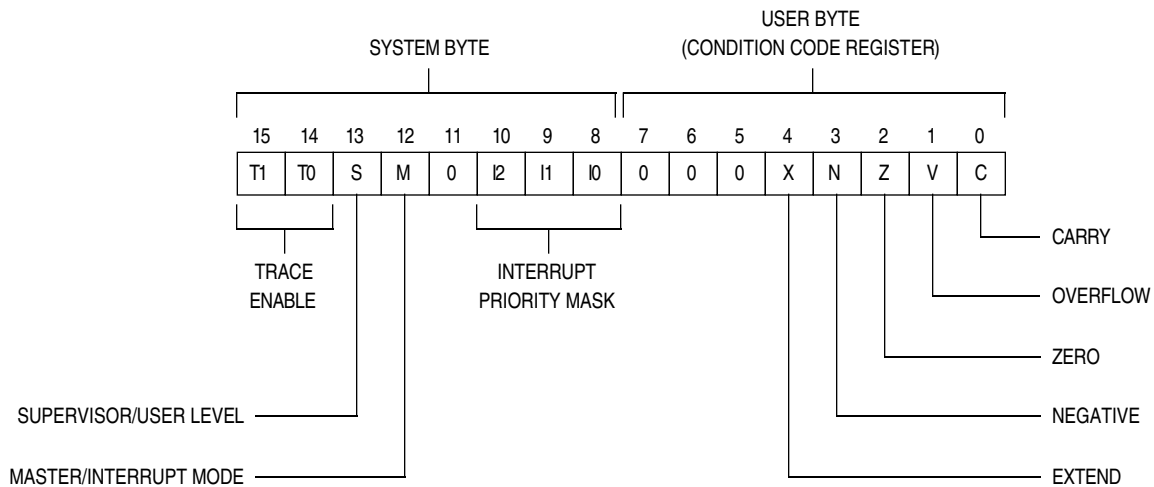 USER BYTE
SYSTEM BYTE (CONDITION CODE REGISTER)
15 14 13 12 11 10 9 8 7 6 5 4 3 2 1 0
T1 T0 S M 0 I2 I1 I0 0 0 0 X N Z V C
CARRY
TRACE INTERRUPT
ENABLE PRIORITY MASK
OVERFLOW
ZERO
SUPERVISOR/USER LEVEL NEGATIVE
MASTER/INTERRUPT MODE EXTEND